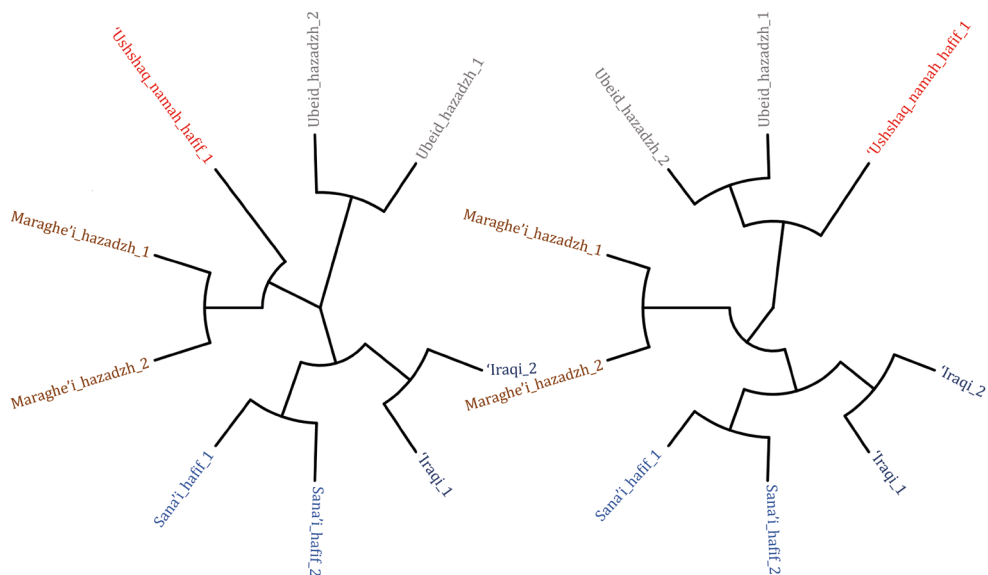 ‘Ushshaq_namah_hafif_1
Ubeid_hazadzh_2
Ubeid_hazadzh_1
Maraghe’i_hazadzh_1
Maraghe’i_hazadzh_2
‘Iraqi_2
‘Iraqi_1
Sana’i_hafif_1
Sana’i_hafif_2
Ubeid_hazadzh_2
Ubeid_hazadzh_1
‘Ushshaq_namah_hafif_1
Maraghe’i_hazadzh_1
Maraghe’i_hazadzh_2
‘Iraqi_2
‘Iraqi_1
Sana’i_hafif_1
Sana’i_hafif_2